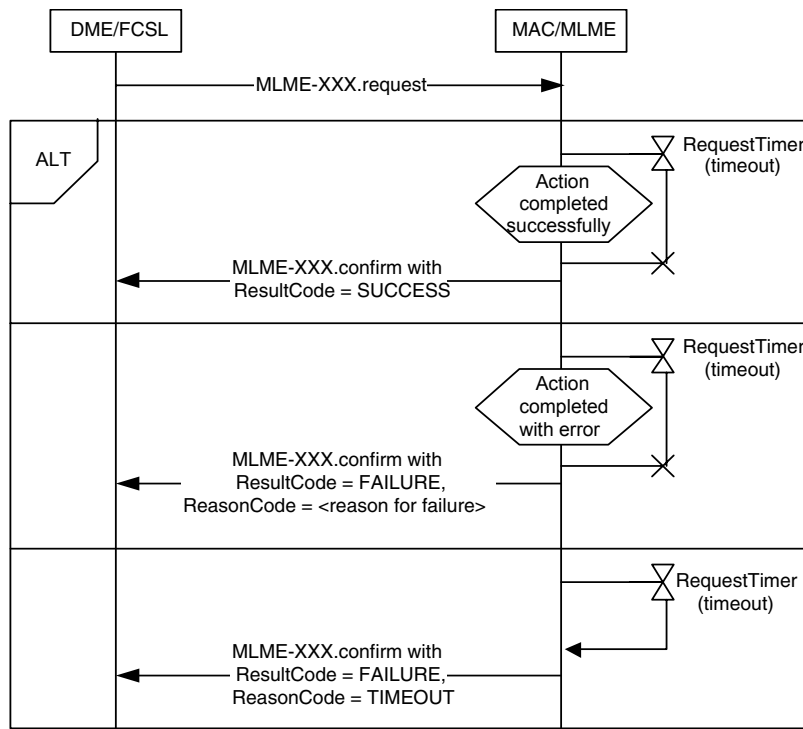 DME/FCSL
MAC/MLME
MLME-XXX.request
ALT
RequestTimer
(timeout)
Action
completed
successfully
MLME-XXX.confirm with
ResultCode = SUCCESS
RequestTimer
(timeout)
Action
completed
with error
MLME-XXX.confirm with
ResultCode = FAILURE,
ReasonCode = <reason for failure>
RequestTimer
(timeout)
MLME-XXX.confirm with
ResultCode = FAILURE,
ReasonCode = TIMEOUT